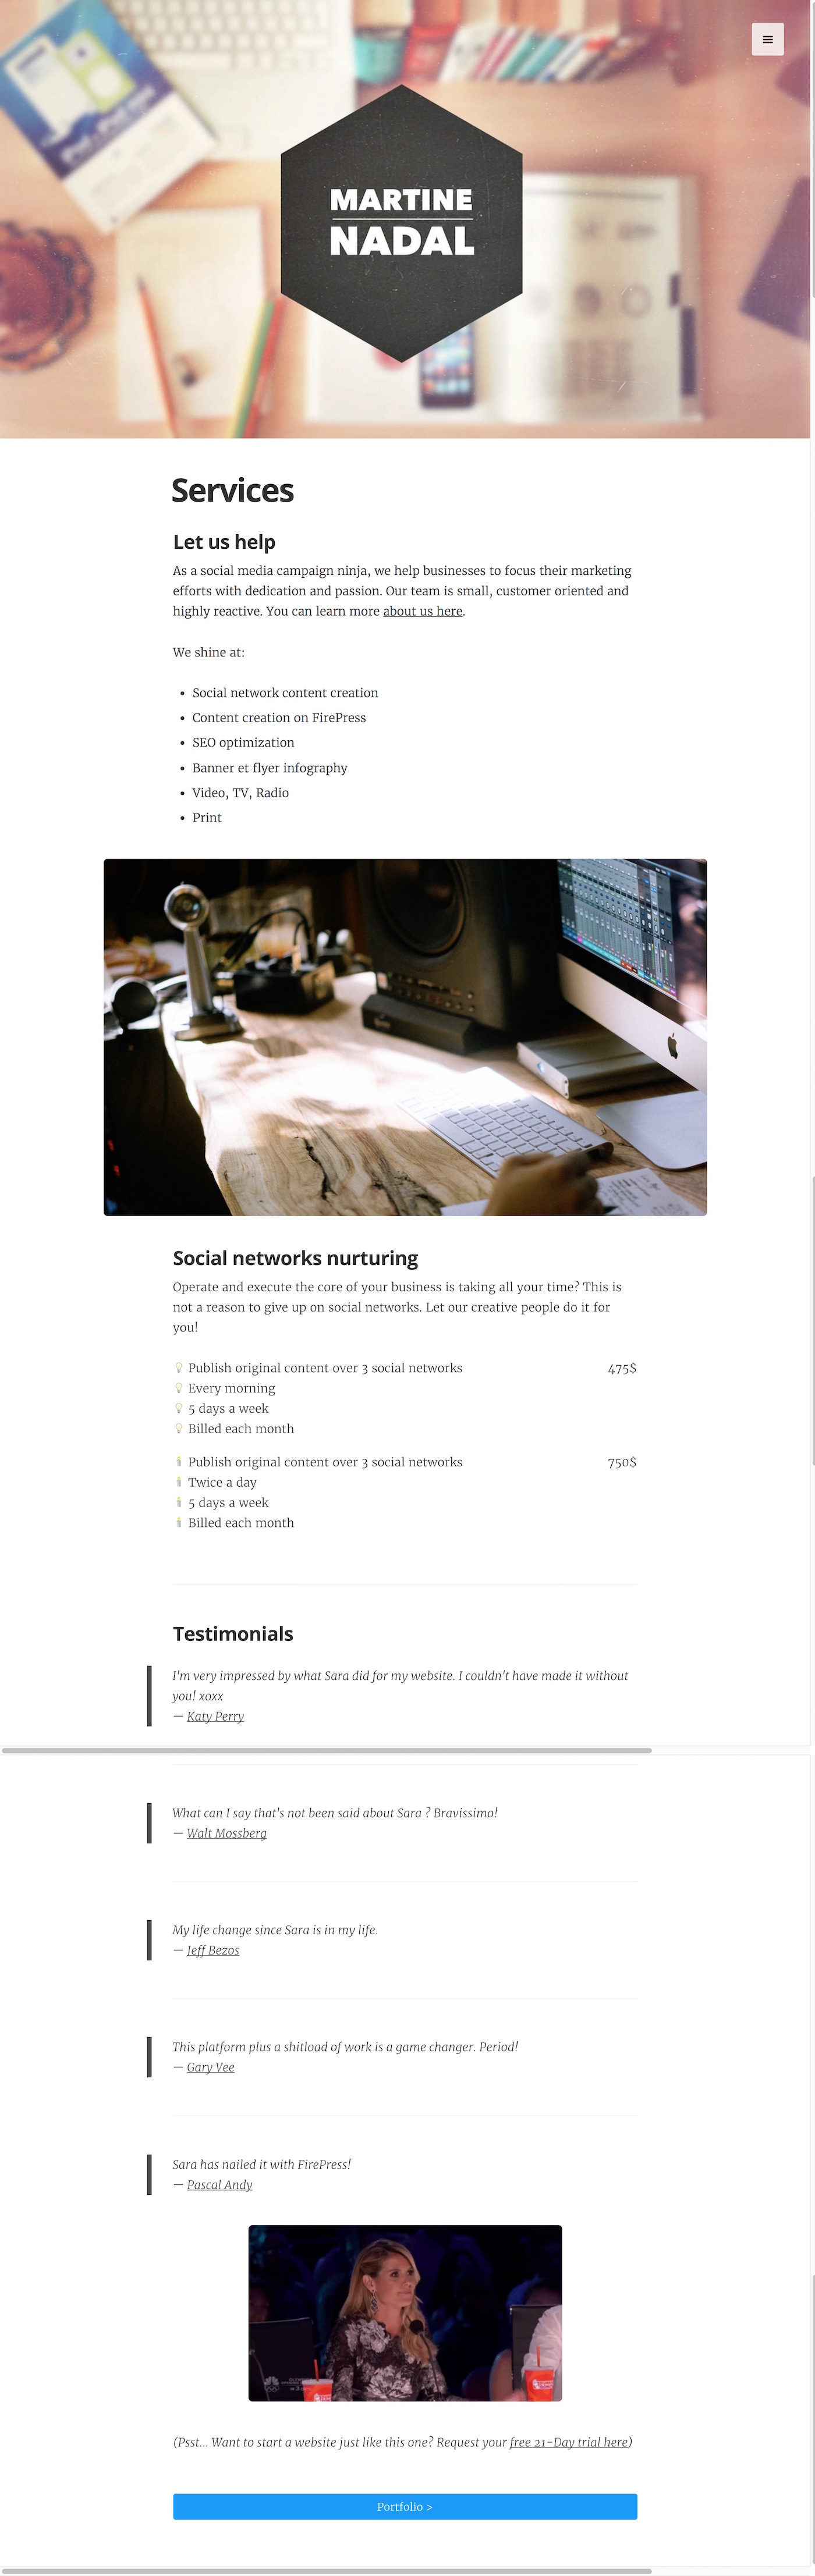 MARTINE
NADAL
Services
Let us help
As a social media campaign ninja, we help businesses to focus their marketing
efforts with dedication and passion. Our team is small, customer oriented and
highly reactive. You can learn more about us here.
We shine at:
• Social network content creation
• Content creation on FirePress
• SEO optimization
• Banner et flyer infography
• Video, TV, Radio
• Print
Social networks nurturing
Operate and execute the core of your business is taking all your time? This is
not a reason to give up on social networks. Let our creative people do it for
you!
💡 Publish original content over 3 social networks 475$
💡 Every morning
💡 5 days a week
💡 Billed each month
Publish original content over 3 social networks 750$
Twice a day
5 days a week
Billed each month
Testimonials
I'm very impressed by what Sara did for my website. I couldn't have made it without
you! xoxx
— Katy Perry
What can I say that's not been said about Sara ? Bravissimo!
— Walt Mossberg
My life change since Sara is in my life.
— Jeff Bezos
This platform plus a shitload of work is a game changer. Period!
— Gary Vee
Sara has nailed it with FirePress!
— Pascal Andy
(Psst... Want to start a website just like this one? Request your free 21-Day trial here)
Portfolio >